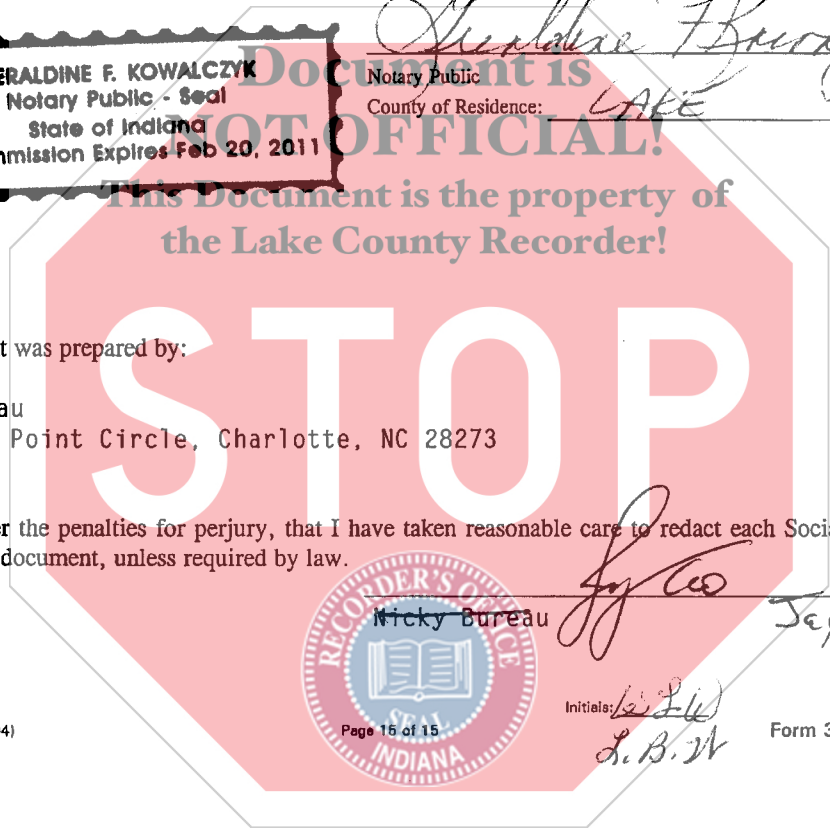 ERALDINE F. KOWALCZYK
Notary Public - Seal
State of Indiana
mmission Expires Feb 20, 2011
Geraldine F
Notary Public
County of Residence: LAKE
Document is
NOT OFFICIAL!
This Document is the property of
the Lake County Recorder!
STOP
t was prepared by:
au
Point Circle, Charlotte, NC 28273
er the penalties for perjury, that I have taken reasonable care to redact each Socia
document, unless required by law.
Nicky Bureau
RECORDER'S OFFICE
SEAL
INDIANA
Initials:
L.B.W
4)
Page 15 of 15
Form 3